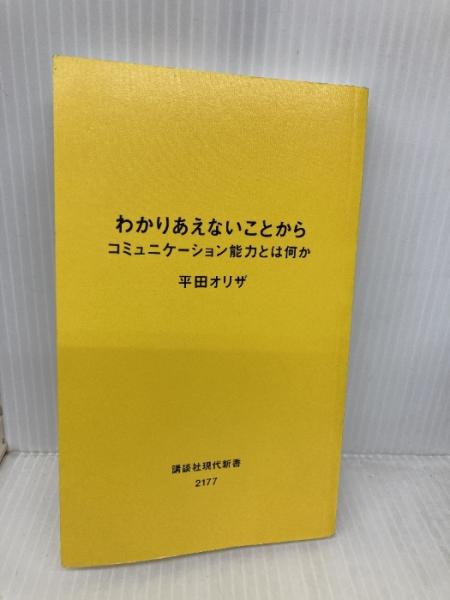 わかりあえないことから
コミュニケーション能力とは何か
平田オリザ
講談社現代新書
2177